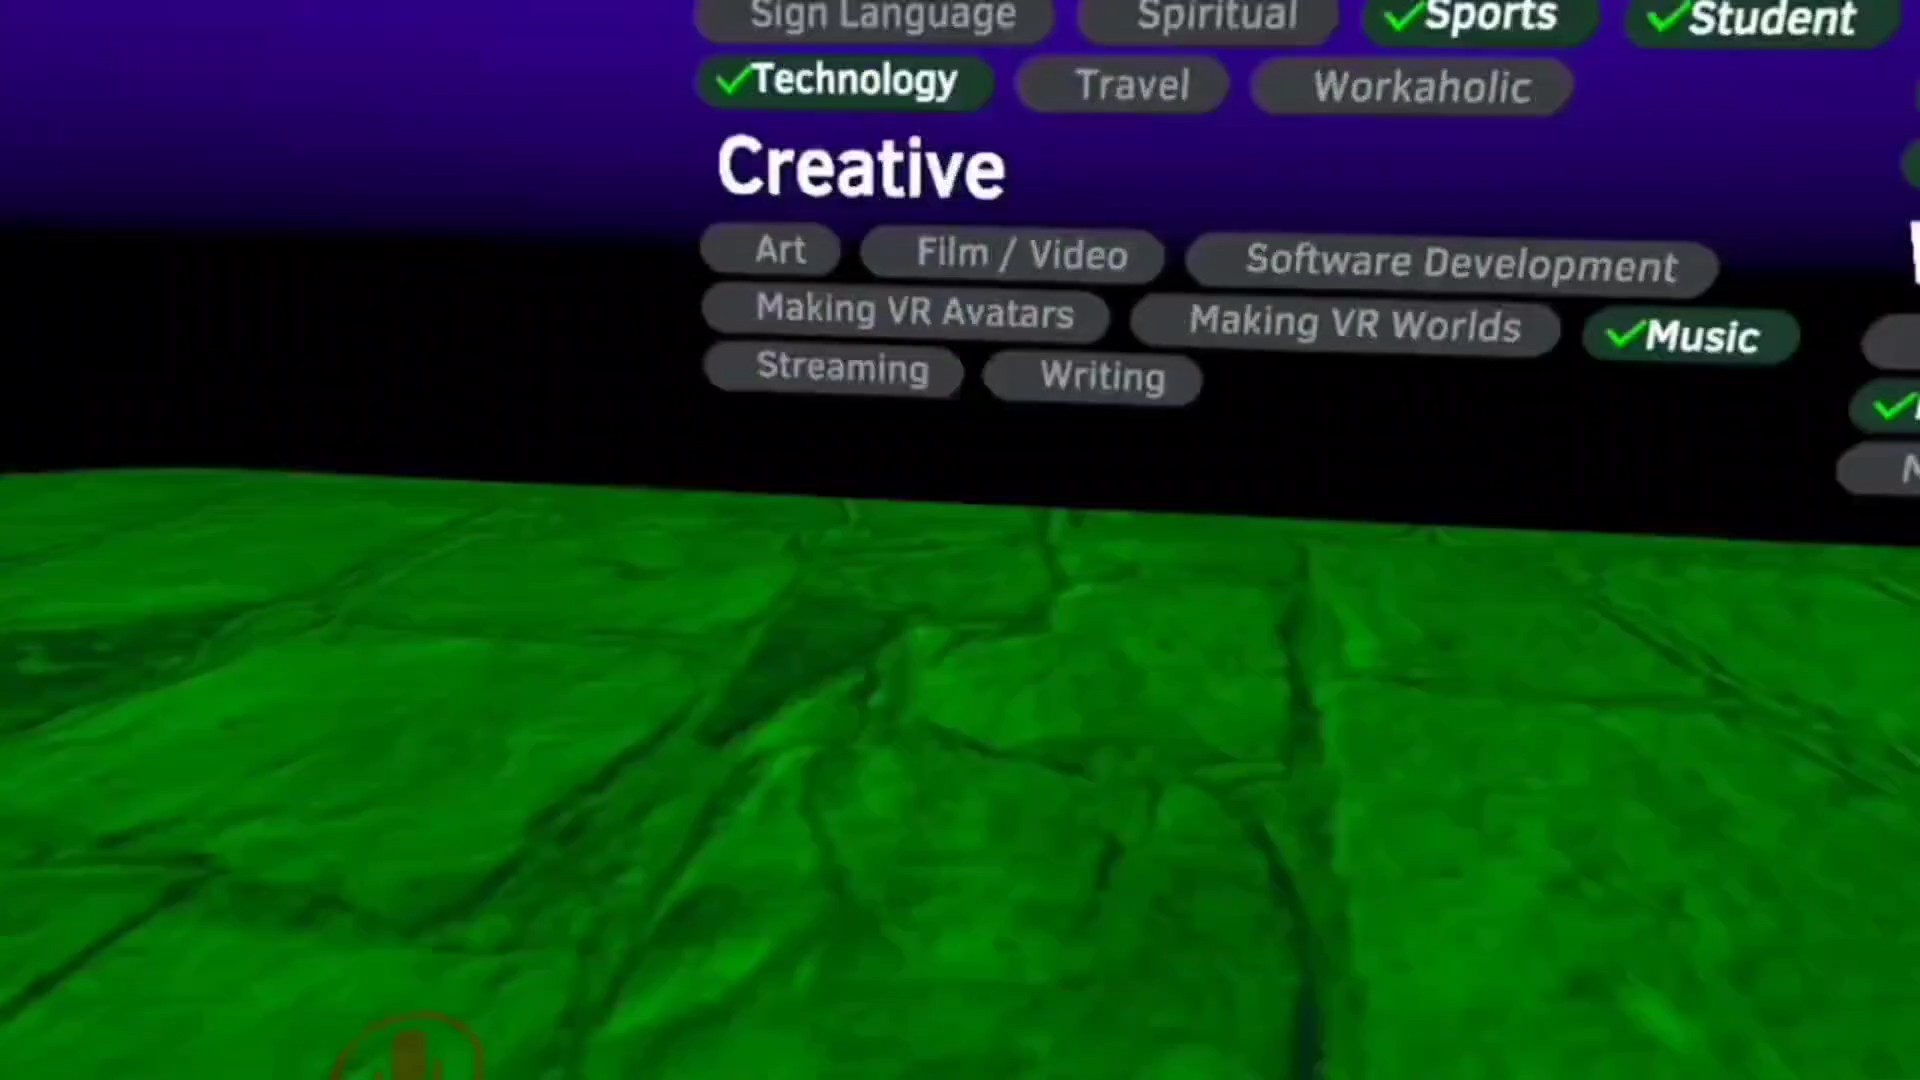 Sign Language Spiritual Sports Student
Technology Travel Workaholic
Creative
Art Film / Video Software Development
Making VR Avatars Making VR Worlds Music
Streaming Writing